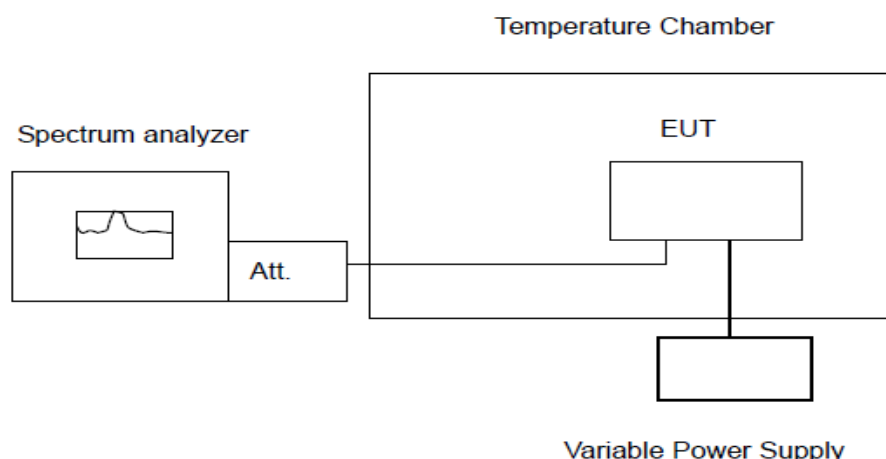 Temperature Chamber
Spectrum analyzer
EUT
Att.
Variable Power Supply